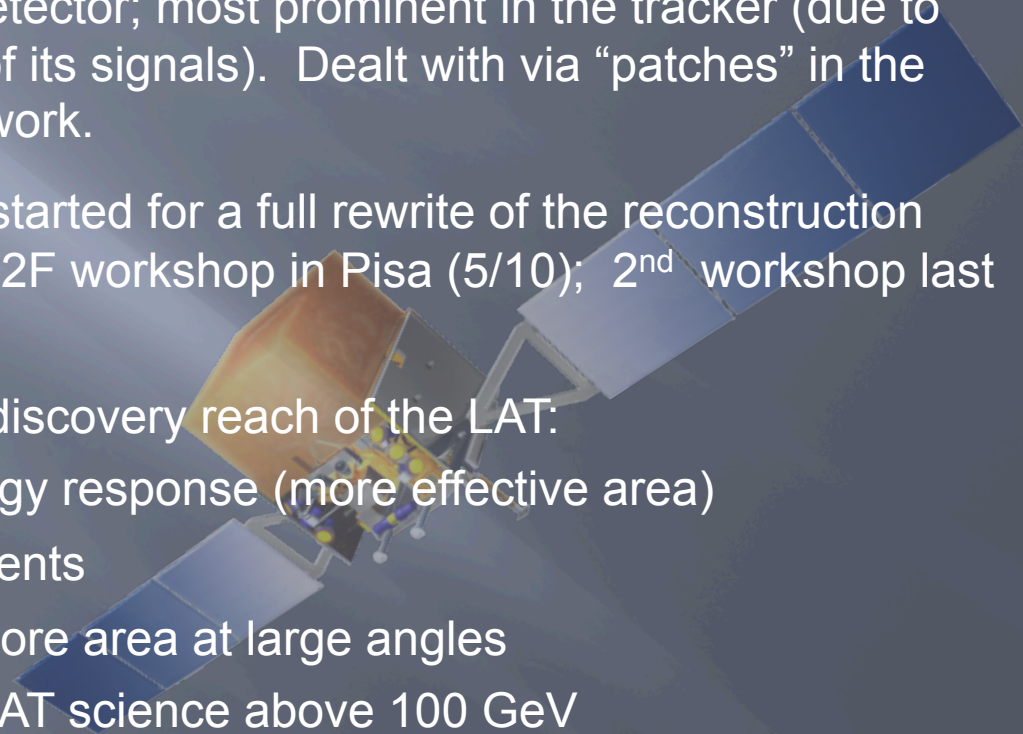 etector; most prominent in the tracker (due to
f its signals). Dealt with via “patches” in the
work.
started for a full rewrite of the reconstruction
2F workshop in Pisa (5/10); 2nd workshop last
discovery reach of the LAT:
gy response (more effective area)
ents
ore area at large angles
AT science above 100 GeV